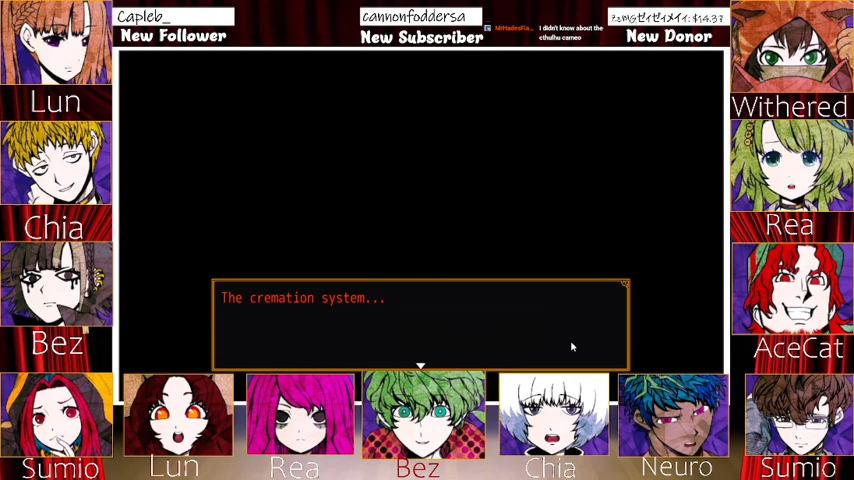 Capleb_
New Follower
cannonfoddersa
New Subscriber
MrHadesFla...
I didn't know about the
cthulhu cameo
New Donor
Lun
Chia
Bez
Sumio
Withered
Rea
AceCat
Sumio
The cremation system...
Lun
Rea
Bez
Chia
Neuro